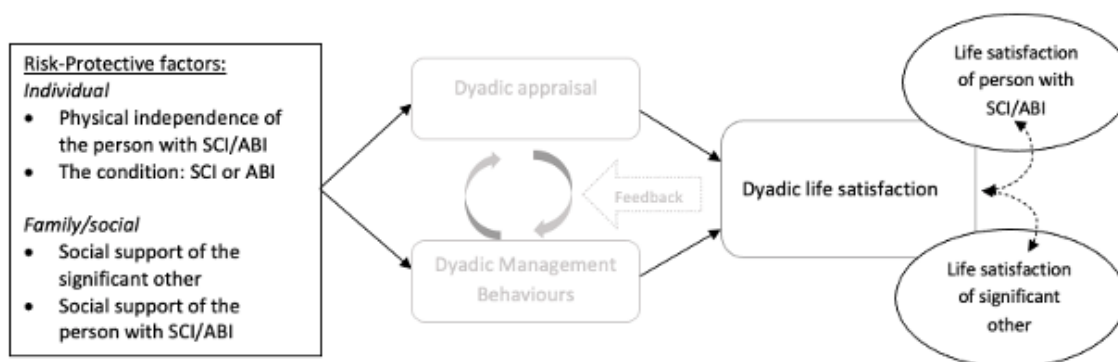 Risk-Protective factors:
Individual
• Physical independence of
the person with SCI/ABI
• The condition: SCI or ABI
Family/social
• Social support of the
significant other
• Social support of the
person with SCI/ABI
Dyadic appraisal
Feedback
Dyadic Management
Behaviours
Dyadic life satisfaction
Life satisfaction
of person with
SCI/ABI
Life satisfaction
of significant
other